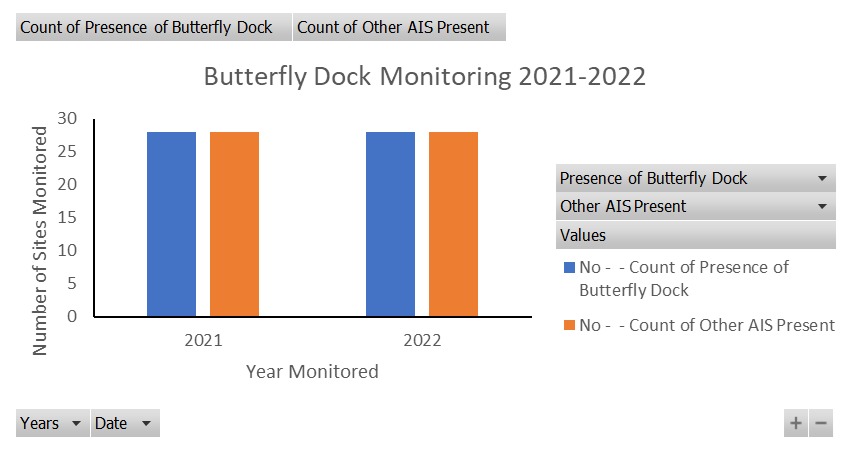 Count of Presence of Butterfly Dock
Count of Other AIS Present
Butterfly Dock Monitoring 2021-2022
Number of Sites Monitored
30
25
20
15
10
5
0
2021
2022
Year Monitored
Presence of Butterfly Dock
Other AIS Present
Values
No -  - Count of Presence of
Butterfly Dock
No -  - Count of Other AIS Present
Years
Date
+
−